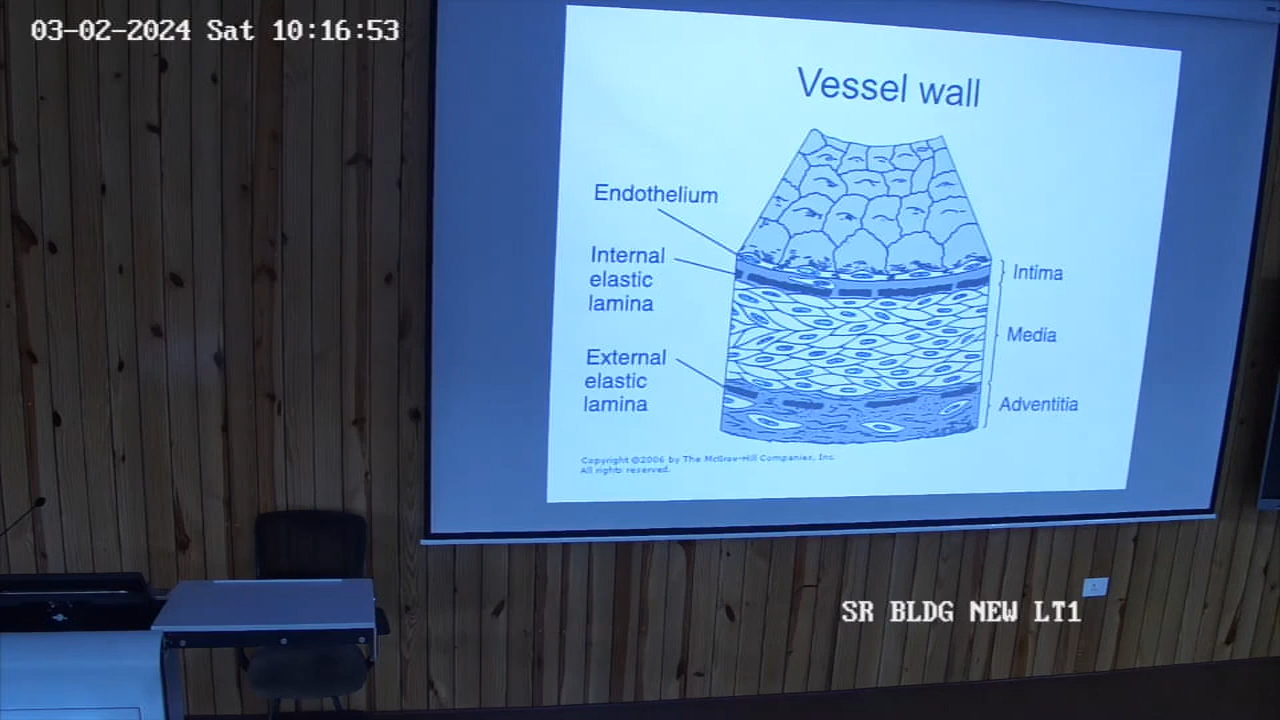 03-02-2024 Sat 10:16:53
Vessel wall
Endothelium
Internal
elastic
lamina
External
elastic
lamina
Intima
Media
Adventitia
Copyright ©2006 by The McGraw-Hill Companies, Inc.
All rights reserved.
SR BLDG NEW LT1